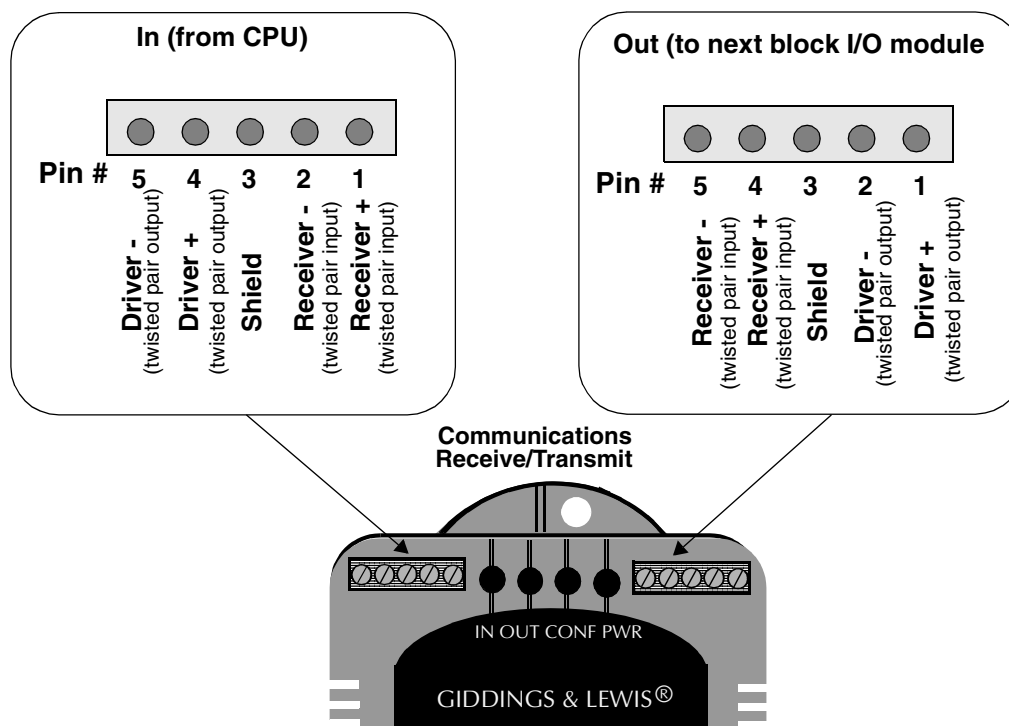 In (from CPU)
Pin # 5 4 3 2 1
Driver -
(twisted pair output)
Driver +
(twisted pair output)
Shield
Receiver -
(twisted pair input)
Receiver +
(twisted pair input)
Out (to next block I/O module
Pin # 5 4 3 2 1
Receiver -
(twisted pair input)
Receiver +
(twisted pair input)
Shield
Driver -
(twisted pair output)
Driver +
(twisted pair output)
Communications
Receive/Transmit
IN OUT CONF PWR
GIDDINGS & LEWIS®